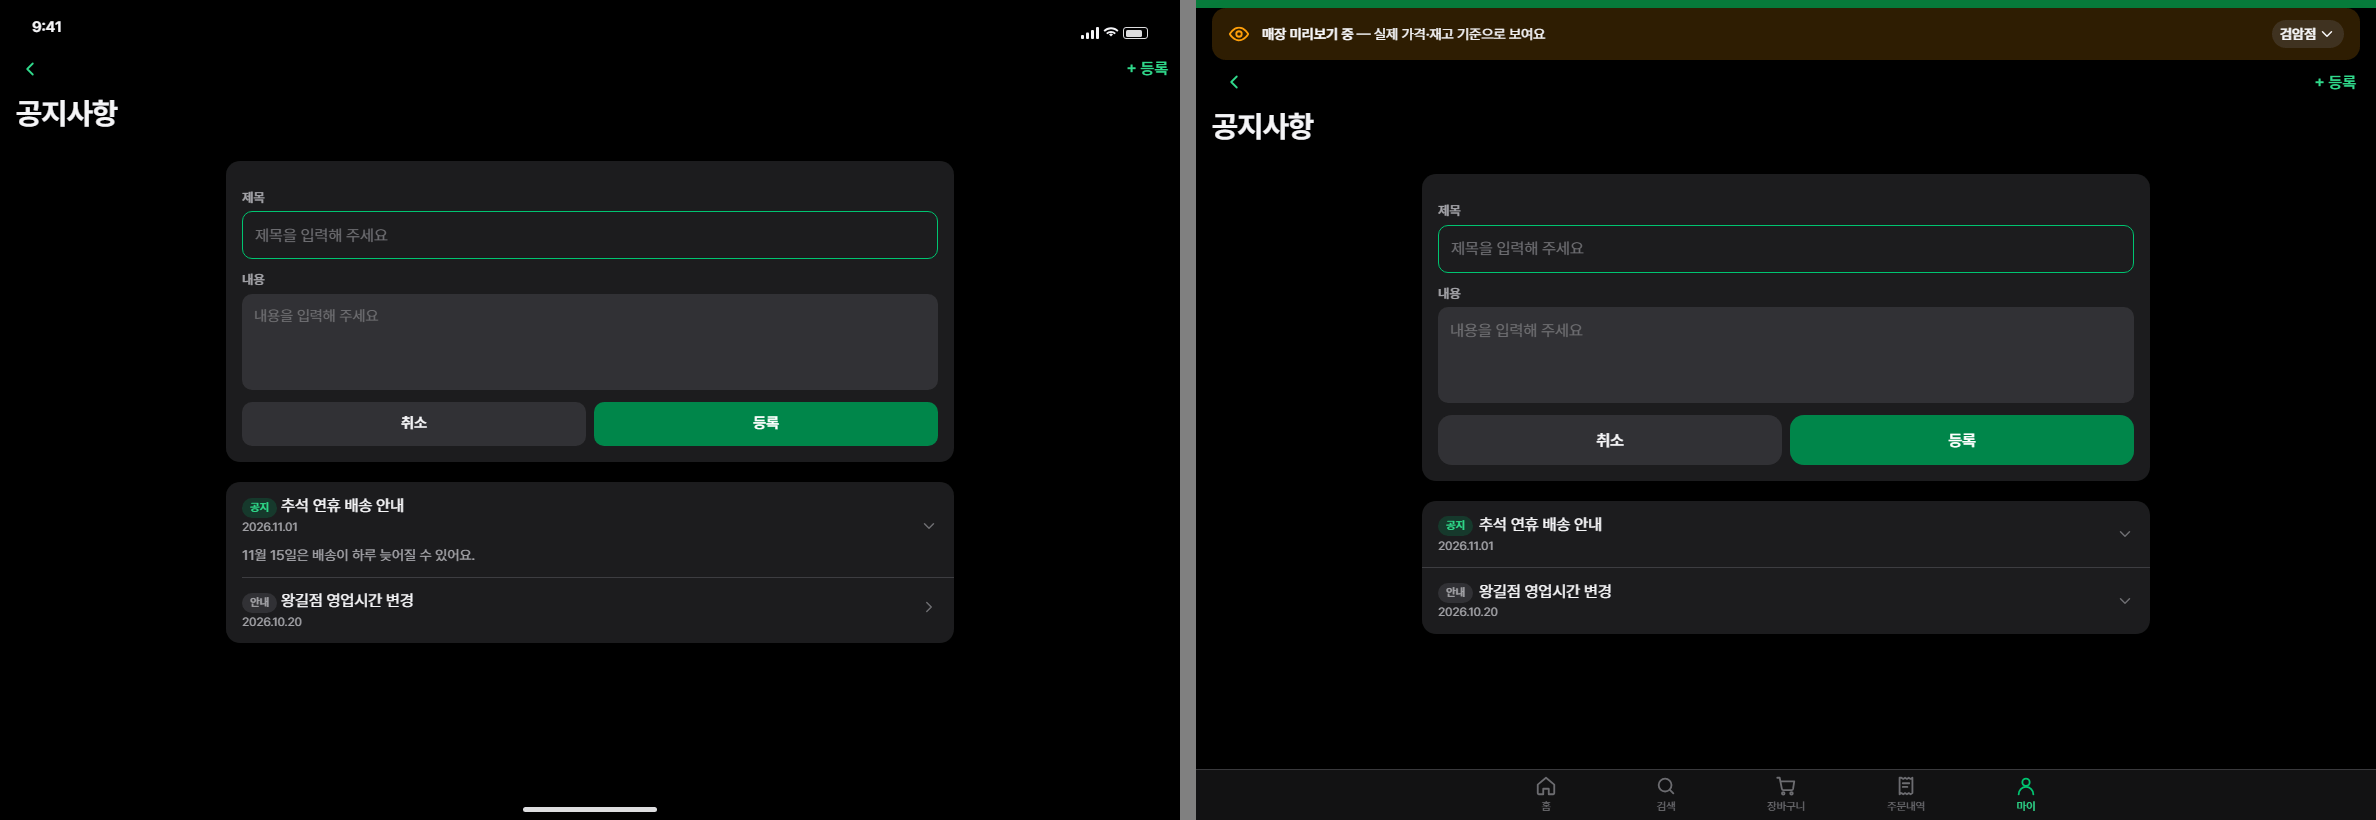 9:41
+ 등록
공지사항
제목
제목을 입력해 주세요
내용
내용을 입력해 주세요
취소
등록
공지 추석 연휴 배송 안내
2026.11.01
11월 15일은 배송이 하루 늦어질 수 있어요.
안내 왕길점 영업시간 변경
2026.10.20
매장 미리보기 중 — 실제 가격·재고 기준으로 보여요
검암점
+ 등록
공지사항
제목
제목을 입력해 주세요
내용
내용을 입력해 주세요
취소
등록
공지 추석 연휴 배송 안내
2026.11.01
안내 왕길점 영업시간 변경
2026.10.20
홈
검색
장바구니
주문내역
마이